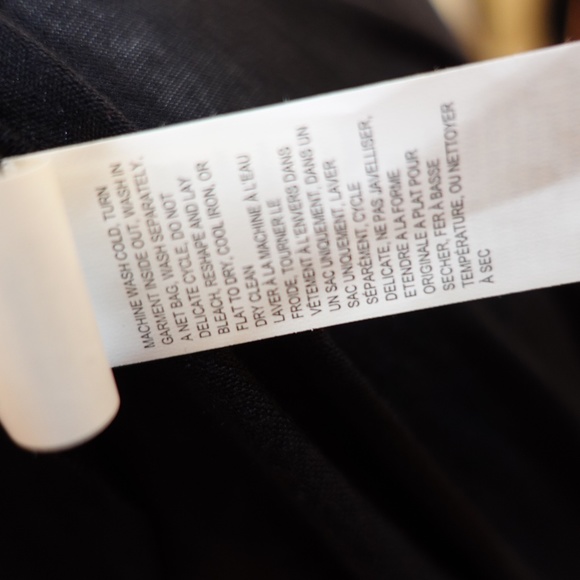 MACHINE WASH COLD, TURN
GARMENT INSIDE OUT, WASH IN
A NET BAG, WASH SEPARATELY,
DELICATE CYCLE, DO NOT
BLEACH, RESHAPE AND LAY
FLAT TO DRY, COOL IRON, OR
DRY CLEAN
LAVER À LA MACHINE À L'EAU
FROIDE, TOURNER LE
VÊTEMENT À L'ENVERS DANS
UN SAC UNIQUEMENT, DANS UN
SAC UNIQUEMENT, LAVER
SÉPARÉMENT, CYCLE
DELICATE, NE PAS JAVELLISER,
ETENDRE À LA FORME
ORIGINALE A PLAT POUR
SECHER, FER À BASSE
TEMPÉRATURE, OU NETTOYER
À SEC